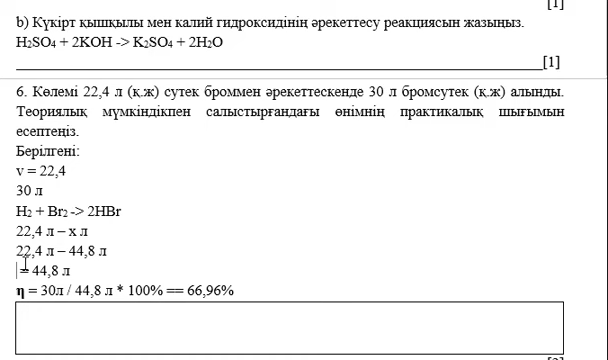 [1]
b) Күкірт қышқылы мен калий гидроксидінің әрекеттесу реакциясын жазыңыз.
H₂SO₄ + 2KOH -> K₂SO₄ + 2H₂O
[1]
6. Көлемі 22,4 л (қ.ж) сутек броммен әрекеттескенде 30 л бромсутек (қ.ж) алынды.
Теориялық мүмкіндікпен салыстырғандағы өнімнің практикалық шығымын
есептеңіз.
Берілгені:
v = 22,4
30 л
H₂ + Br₂ -> 2HBr
22,4 л – x л
22,4 л – 44,8 л
= 44,8 л
η = 30л / 44,8 л * 100% == 66,96%